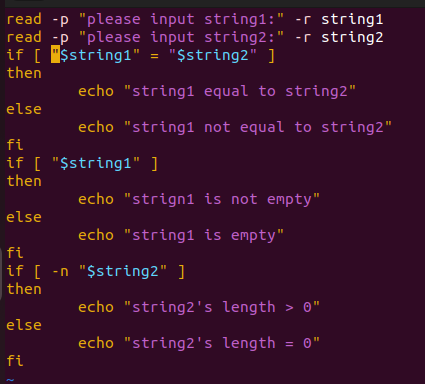 read -p "please input string1:" -r string1
read -p "please input string2:" -r string2
if [ "$string1" = "$string2" ]
then
        echo "string1 equal to string2"
else
        echo "string1 not equal to string2"
fi
if [ "$string1" ]
then
        echo "strign1 is not empty"
else
        echo "string1 is empty"
fi
if [ -n "$string2" ]
then
        echo "string2's length > 0"
else
        echo "string2's length = 0"
fi
~